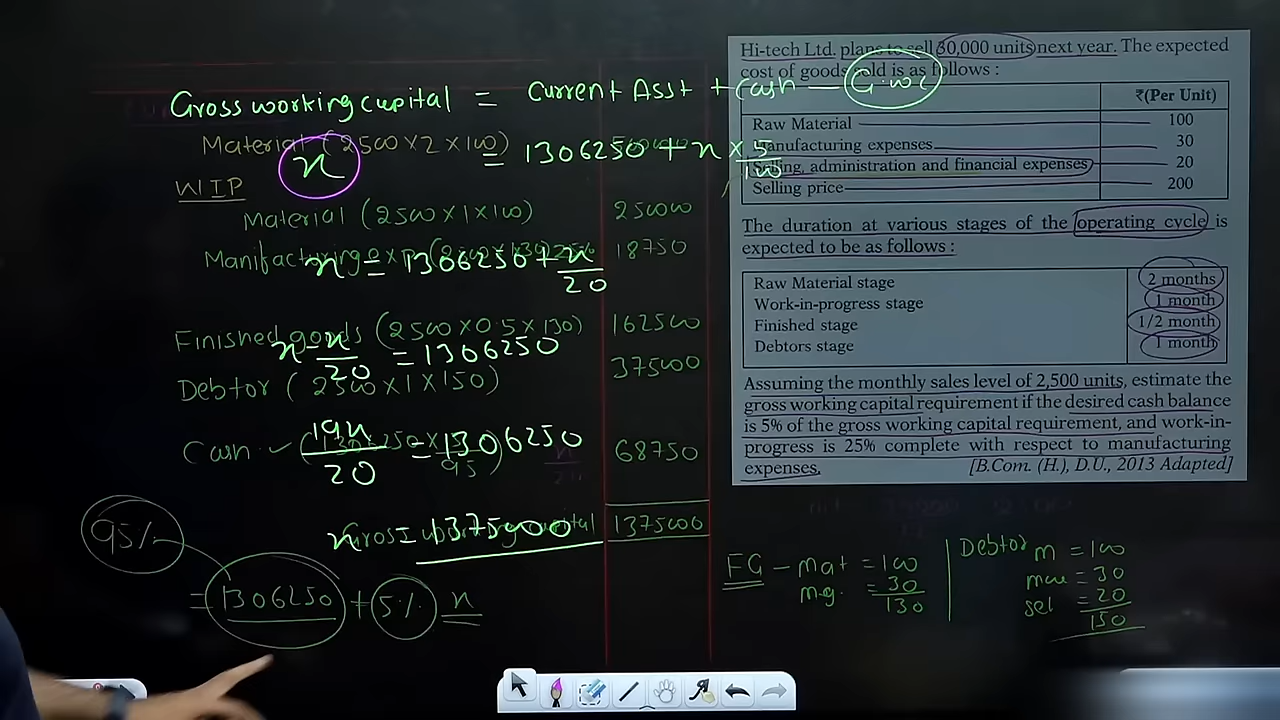 Gross working capital = Current Asst + Cash — G.wc
Material (2500×2×100)
x = 1306250 + x × 5/100
WIP
Material (2500×1×100) 250000
x = 1306250 + x/20
18750
Finished goods (2500×0.5×130) 162500
x - x/20 = 1306250
Debtor (2500×1×150) 375000
Cash 68750
19x/20 = 1306250
x = 1375000
1375000
95%
= 1306250 + 5% x
Hi-tech Ltd. plans to sell 30,000 units next year. The expected
cost of goods sold is as follows :
₹(Per Unit)
Raw Material 100
Manufacturing expenses 30
Selling, administration and financial expenses 20
Selling price 200
The duration at various stages of the operating cycle is
expected to be as follows :
Raw Material stage 2 months
Work-in-progress stage 1 month
Finished stage 1/2 month
Debtors stage 1 month
Assuming the monthly sales level of 2,500 units, estimate the
gross working capital requirement if the desired cash balance
is 5% of the gross working capital requirement, and work-in-
progress is 25% complete with respect to manufacturing
expenses. [B.Com. (H.), D.U., 2013 Adapted]
FG - mat = 100
mg. = 30
130
Debtor m = 100
= 30
sel = 20
150